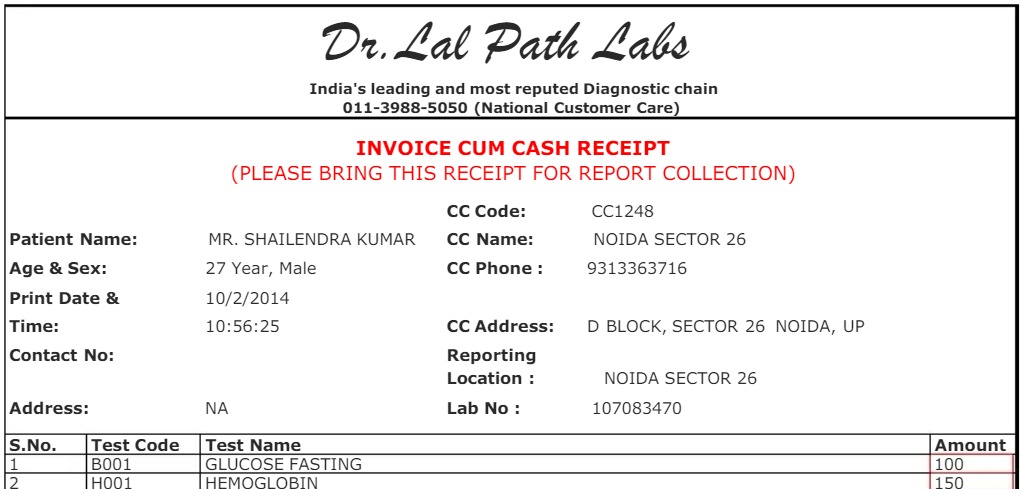 Dr. Lal Path Labs
India's leading and most reputed Diagnostic chain
011-3988-5050 (National Customer Care)
INVOICE CUM CASH RECEIPT
(PLEASE BRING THIS RECEIPT FOR REPORT COLLECTION)
CC Code: CC1248
Patient Name: MR. SHAILENDRA KUMAR CC Name: NOIDA SECTOR 26
Age & Sex: 27 Year, Male CC Phone : 9313363716
Print Date & 10/2/2014
Time: 10:56:25 CC Address: D BLOCK, SECTOR 26 NOIDA, UP
Contact No: Reporting
Location : NOIDA SECTOR 26
Address: NA Lab No : 107083470
S.No. Test Code Test Name Amount
1 B001 GLUCOSE FASTING 100
2 H001 HEMOGLOBIN 150